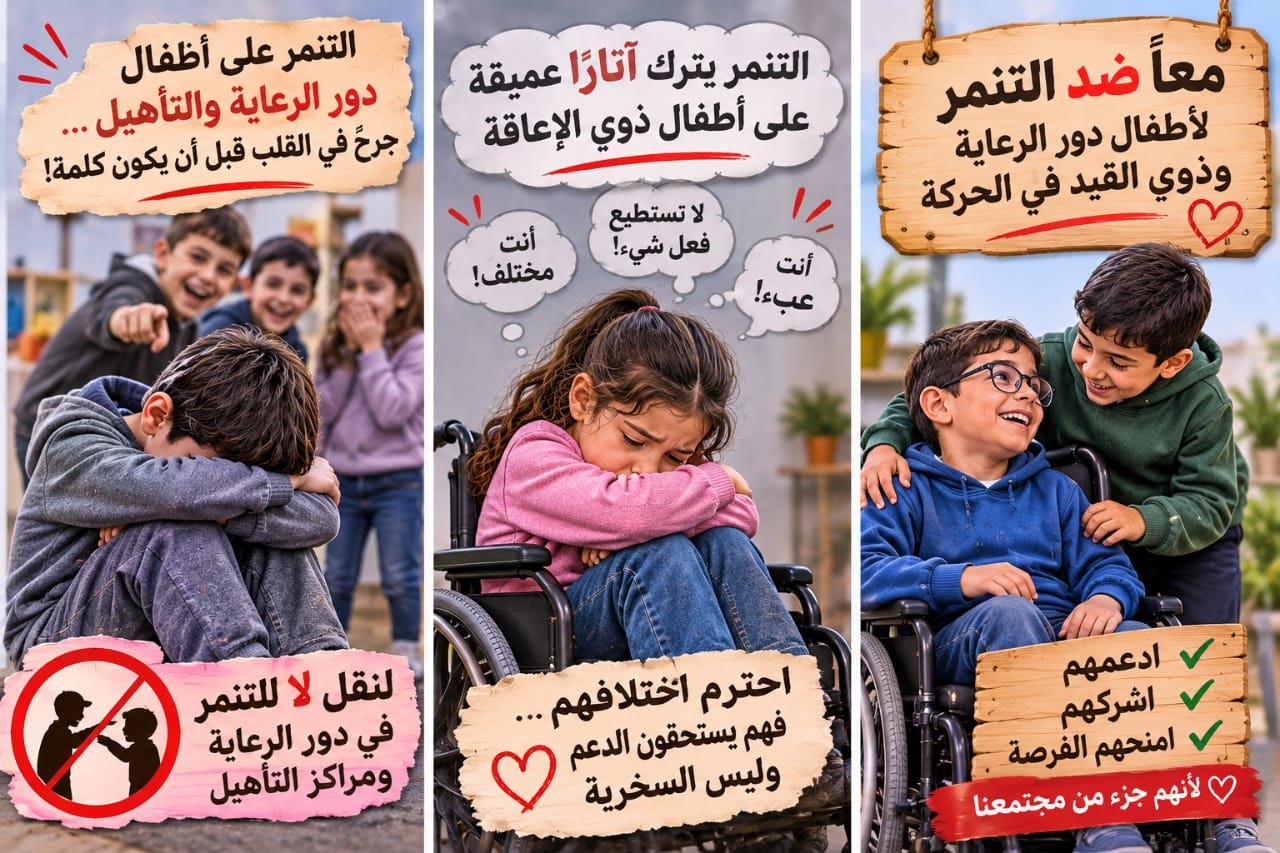 التنمر على أظفال
دور الرعاية والتأهيل ...
جرحٌ في القلب قبل أن يكون كلمة!
لنقل لا للتنمر
في دور الرعاية
ومراكز التأهيل
التنمر يترك آتارًا عميقة
على أطفال ذوي الإعاقة
أنت
مختلف!
لا تستطيع
فعل شيء!
أنت
عبء!
احترم اختلافهم ...
فهم يستحقون الدعم
وليس السخرية
معاً ضد التنمر
لأطفال دور الرعاية
وذوي القيد في الحركة
ادعمهم
اشركهم
امنحهم الفرصة
لأنهم جزء من مجتمعنا